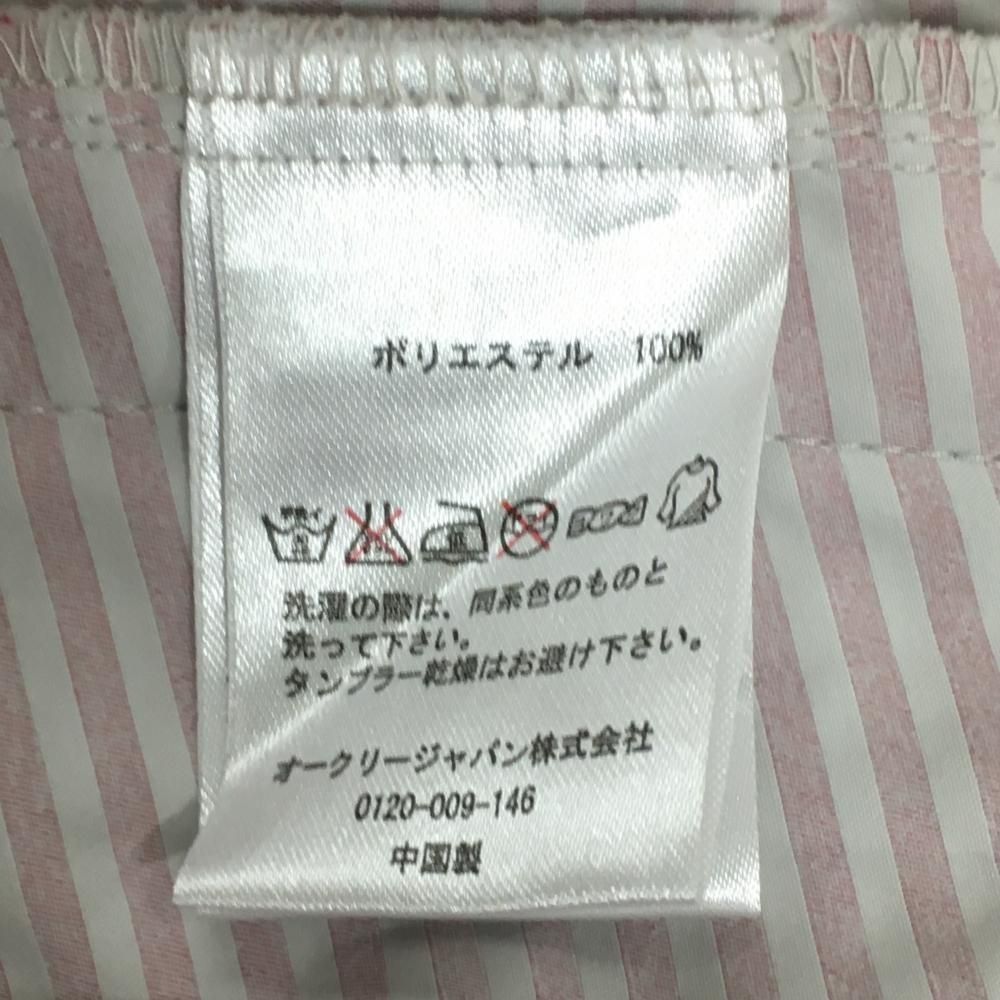 ポリエステル 100%
洗濯の際は、同系色のものと
洗って下さい。
タンブラー乾燥はお避け下さい。
オークリージャパン株式会社
0120-009-146
中国製